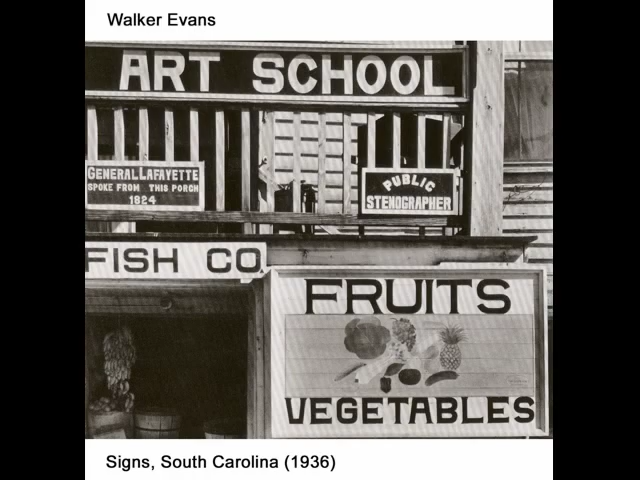 Walker Evans
ART SCHOOL
GENERAL LAFAYETTE
SPOKE FROM THIS PORCH
1824
PUBLIC
STENOGRAPHER
FISH CO.
FRUITS
VEGETABLES
Signs, South Carolina (1936)